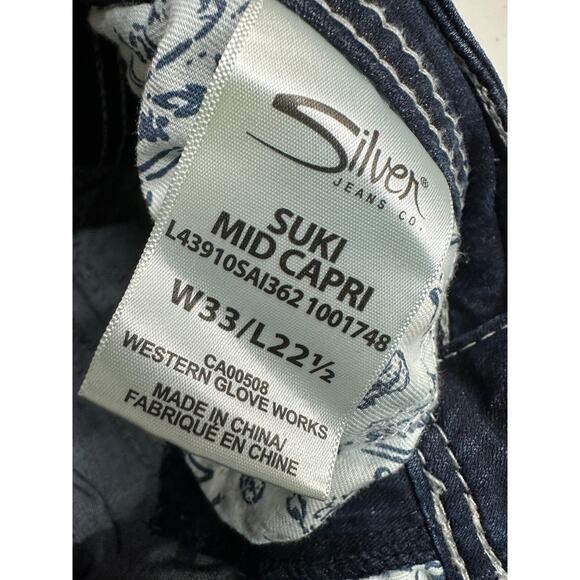 Silver®
JEANS CO.
SUKI
MID CAPRI
L43910SAI362 1001748
W33/L22½
CA00508
WESTERN GLOVE WORKS
MADE IN CHINA/
FABRIQUÉ EN CHINE